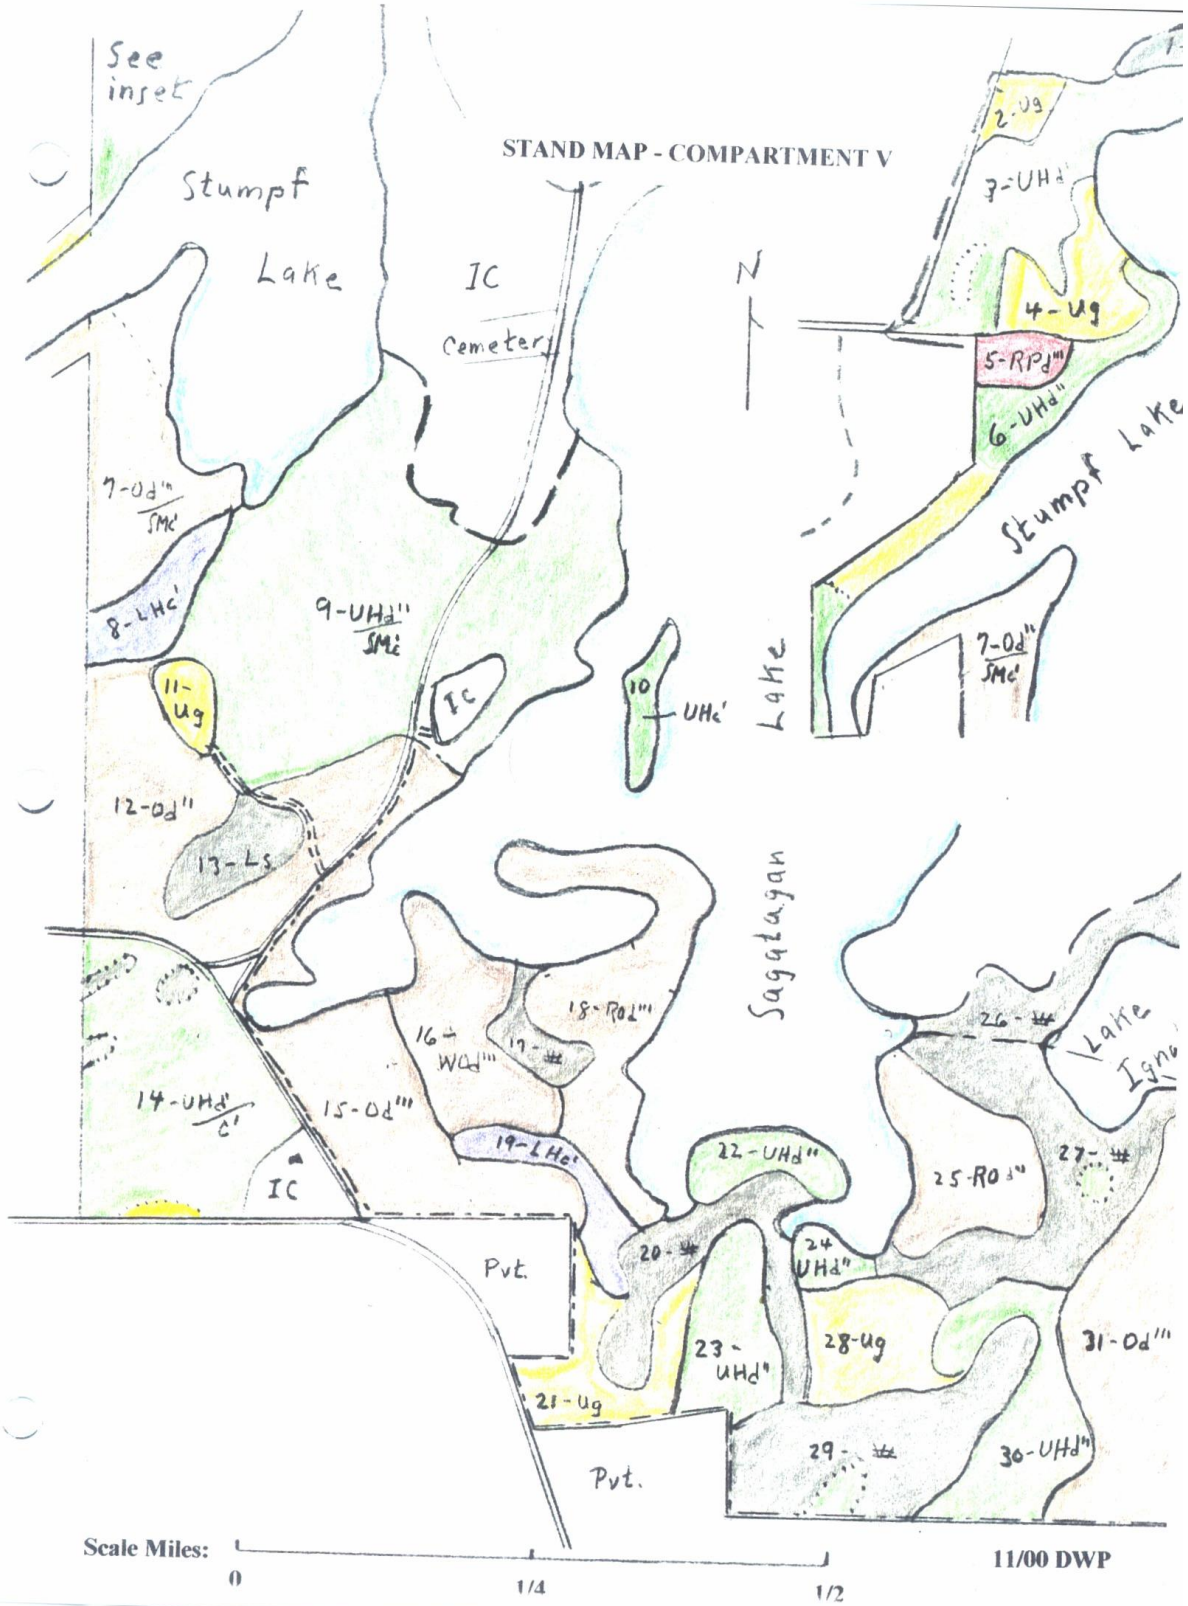 See
inset
STAND MAP - COMPARTMENT V
Stumpf
Lake
IC
Cemetery
N
1-
2-Ug
3-UHd'
4-Ug
5-RPd'''
6-UHd''
Stumpf Lake
7-Od'''
SMc'
7-Od''
SMc'
8-LHc'
9-UHd''
SMc
IC
10
UHc'
Lake
Sagatagan
11-
Ug
12-Od''
13-Ls
14-UHd'
c'
IC
15-Od'''
16-
WOd'''
17-
18-ROd'''
19-LHc'
20-
21-Ug
22-UHd''
23-
UHd''
24
UHd''
25-ROd''
26-
Lake
Igna
27-
28-Ug
29-
30-UHd''
31-Od'''
Pvt.
Pvt.
Scale Miles:
0
1/4
1/2
11/00 DWP